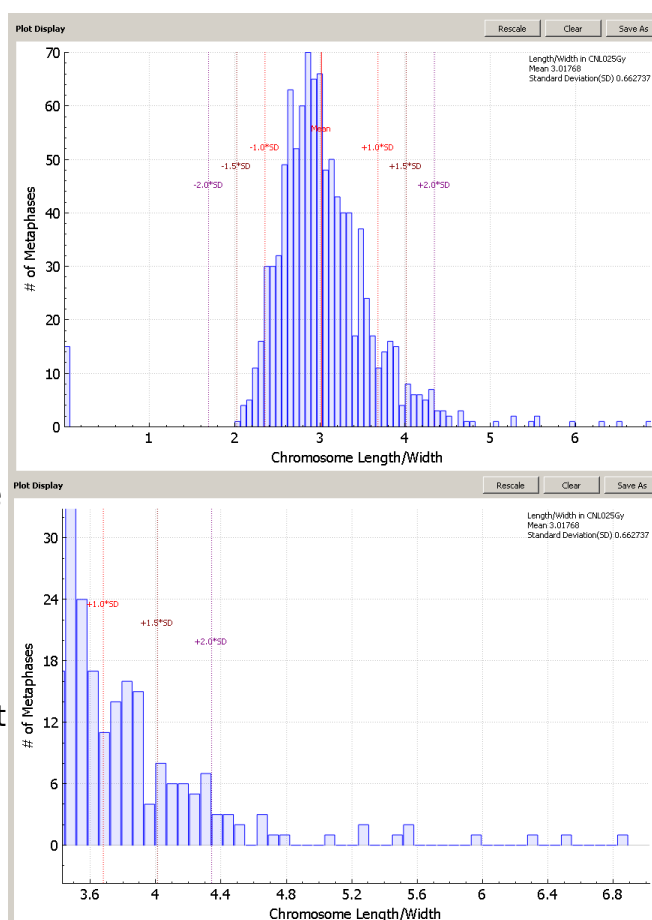 Plot Display Rescale Clear Save As
Length/Width in CNL025Gy
Mean 3.01768
Standard Deviation(SD) 0.662737
70
60
50
40
30
20
10
0
# of Metaphases
Mean
-1.0*SD
+1.0*SD
-1.5*SD
+1.5*SD
-2.0*SD
+2.0*SD
1 2 3 4 5 6
Chromosome Length/Width
Plot Display Rescale Clear Save As
Length/Width in CNL025Gy
Mean 3.01768
Standard Deviation(SD) 0.662737
30
24
18
12
6
0
# of Metaphases
+1.0*SD
+1.5*SD
+2.0*SD
3.6 4 4.4 4.8 5.2 5.6 6 6.4 6.8
Chromosome Length/Width